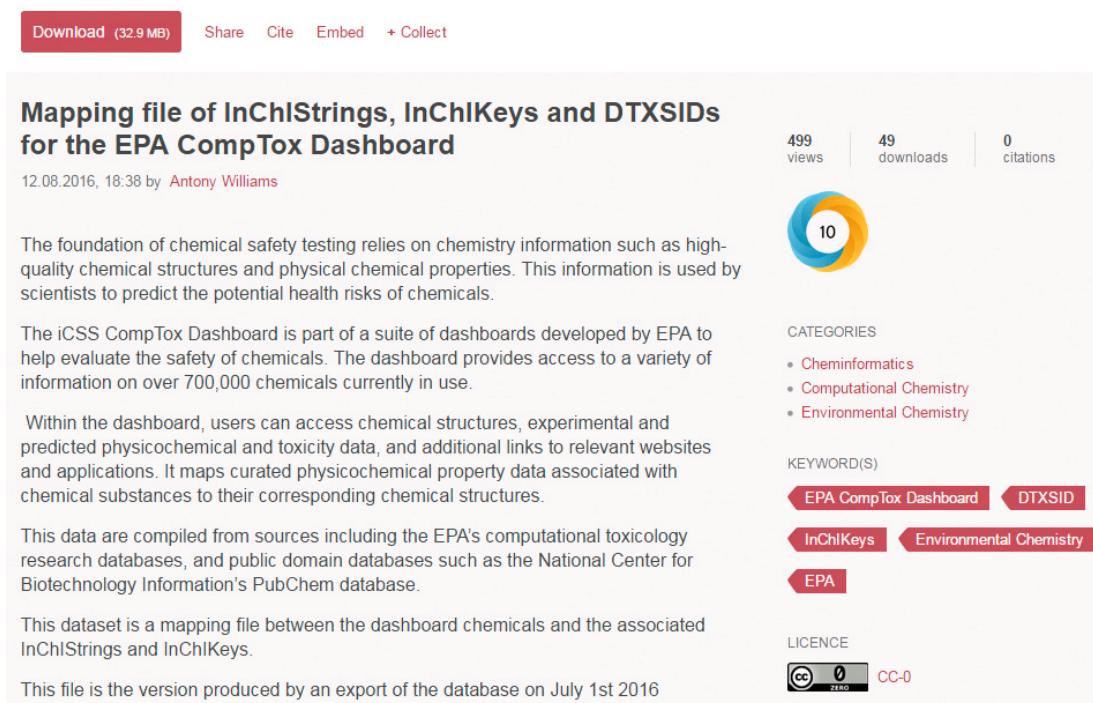 Download (32.9 MB) Share Cite Embed + Collect
Mapping file of InChIStrings, InChIKeys and DTXSIDs
for the EPA CompTox Dashboard
12.08.2016, 18:38 by Antony Williams
The foundation of chemical safety testing relies on chemistry information such as high-
quality chemical structures and physical chemical properties. This information is used by
scientists to predict the potential health risks of chemicals.
The iCSS CompTox Dashboard is part of a suite of dashboards developed by EPA to
help evaluate the safety of chemicals. The dashboard provides access to a variety of
information on over 700,000 chemicals currently in use.
Within the dashboard, users can access chemical structures, experimental and
predicted physicochemical and toxicity data, and additional links to relevant websites
and applications. It maps curated physicochemical property data associated with
chemical substances to their corresponding chemical structures.
This data are compiled from sources including the EPA's computational toxicology
research databases, and public domain databases such as the National Center for
Biotechnology Information's PubChem database.
This dataset is a mapping file between the dashboard chemicals and the associated
InChIStrings and InChIKeys.
This file is the version produced by an export of the database on July 1st 2016
499 49 0
views downloads citations
10
CATEGORIES
• Cheminformatics
• Computational Chemistry
• Environmental Chemistry
KEYWORD(S)
EPA CompTox Dashboard DTXSID
InChIKeys Environmental Chemistry
EPA
LICENCE
cc 0 ZERO CC-0